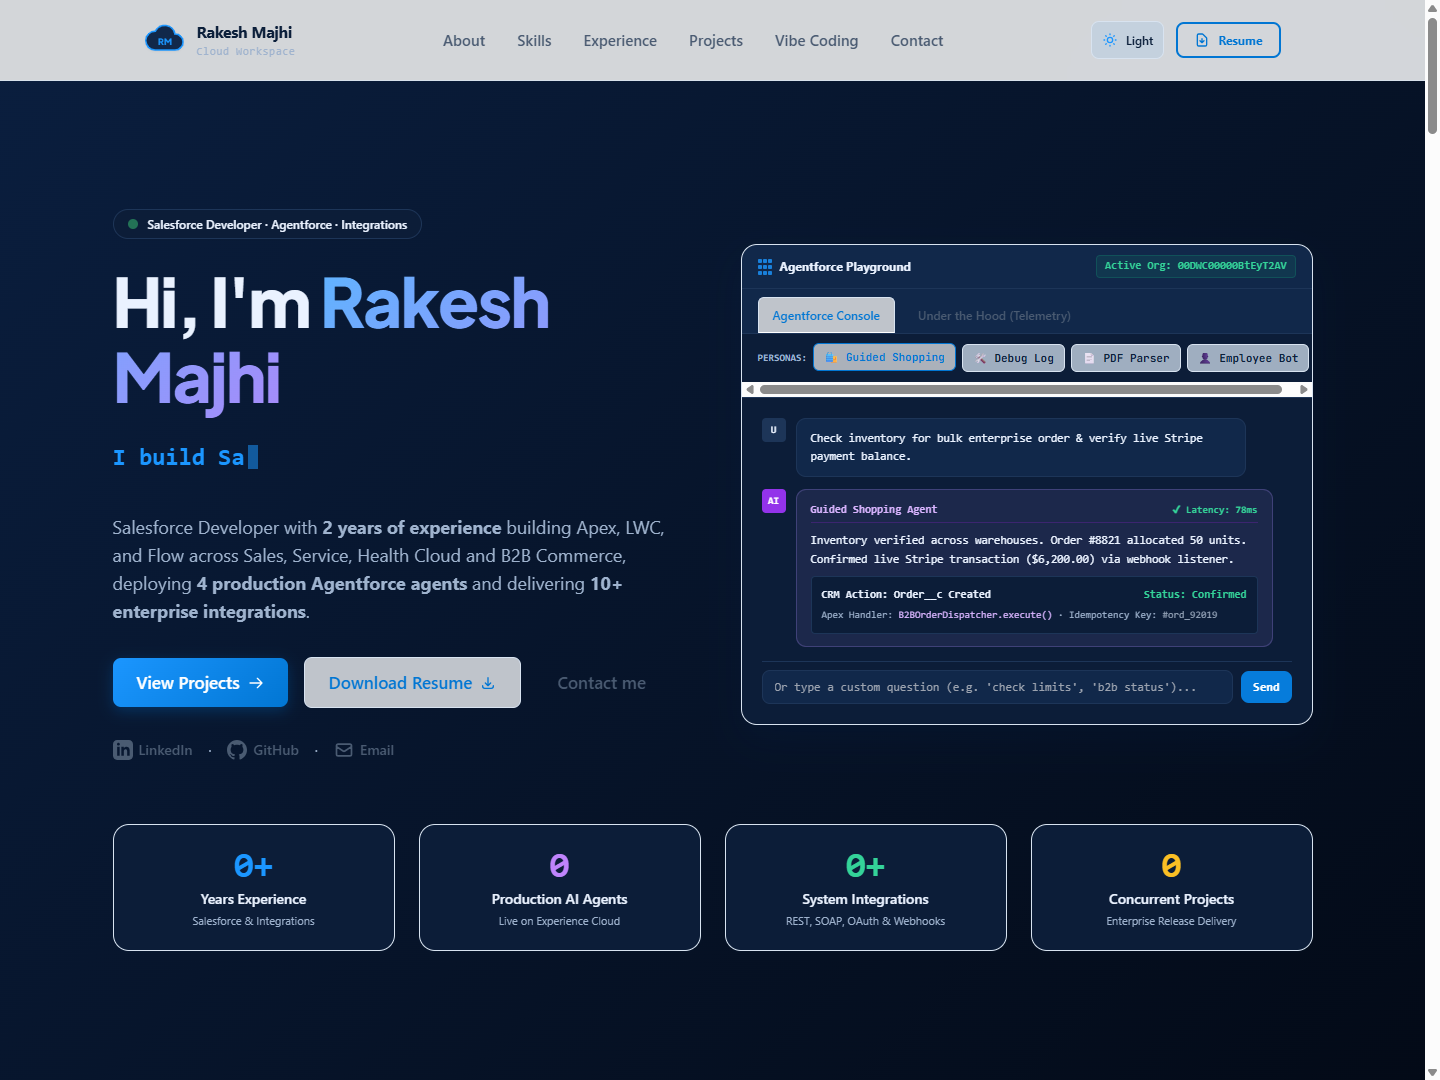 RM
Rakesh Majhi
Cloud Workspace
About
Skills
Experience
Projects
Vibe Coding
Contact
Light
Resume
Salesforce Developer · Agentforce · Integrations
Hi, I'm Rakesh
Majhi
I build Sa
Salesforce Developer with 2 years of experience building Apex, LWC,
and Flow across Sales, Service, Health Cloud and B2B Commerce,
deploying 4 production Agentforce agents and delivering 10+
enterprise integrations.
View Projects →
Download Resume
Contact me
LinkedIn · GitHub · Email
Agentforce Playground
Active Org: 00DWC00000BtEyT2AV
Agentforce Console
Under the Hood (Telemetry)
PERSONAS:
Guided Shopping
Debug Log
PDF Parser
Employee Bot
U
Check inventory for bulk enterprise order & verify live Stripe
payment balance.
AI
Guided Shopping Agent
✓ Latency: 78ms
Inventory verified across warehouses. Order #8821 allocated 50 units.
Confirmed live Stripe transaction ($6,200.00) via webhook listener.
CRM Action: Order__c Created
Status: Confirmed
Apex Handler: B2BOrderDispatcher.execute() · Idempotency Key: #ord_92019
Or type a custom question (e.g. 'check limits', 'b2b status')...
Send
0+
Years Experience
Salesforce & Integrations
0
Production AI Agents
Live on Experience Cloud
0+
System Integrations
REST, SOAP, OAuth & Webhooks
0
Concurrent Projects
Enterprise Release Delivery